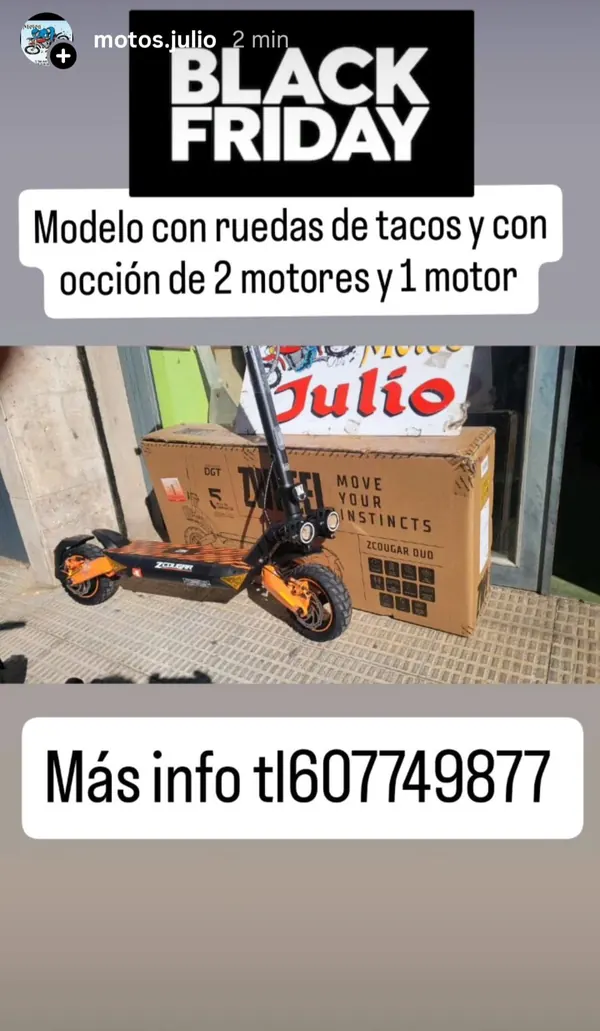 motos.julio 2 min
BLACK
FRIDAY
Modelo con ruedas de tacos y con
occión de 2 motores y 1 motor
Motos
Julio
DGT
MOVE
YOUR
INSTINCTS
ZCOUGAR DUO
ZCOUGAR
Más info tl607749877